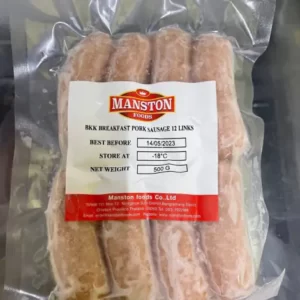 MANSTON
FOODS
BKK BREAKFAST PORK SAUSAGE 12 LINKS
BEST BEFORE 14/05/2023
STORE AT -18°C
NET WEIGHT 500 G
Manston foods Co.,Ltd